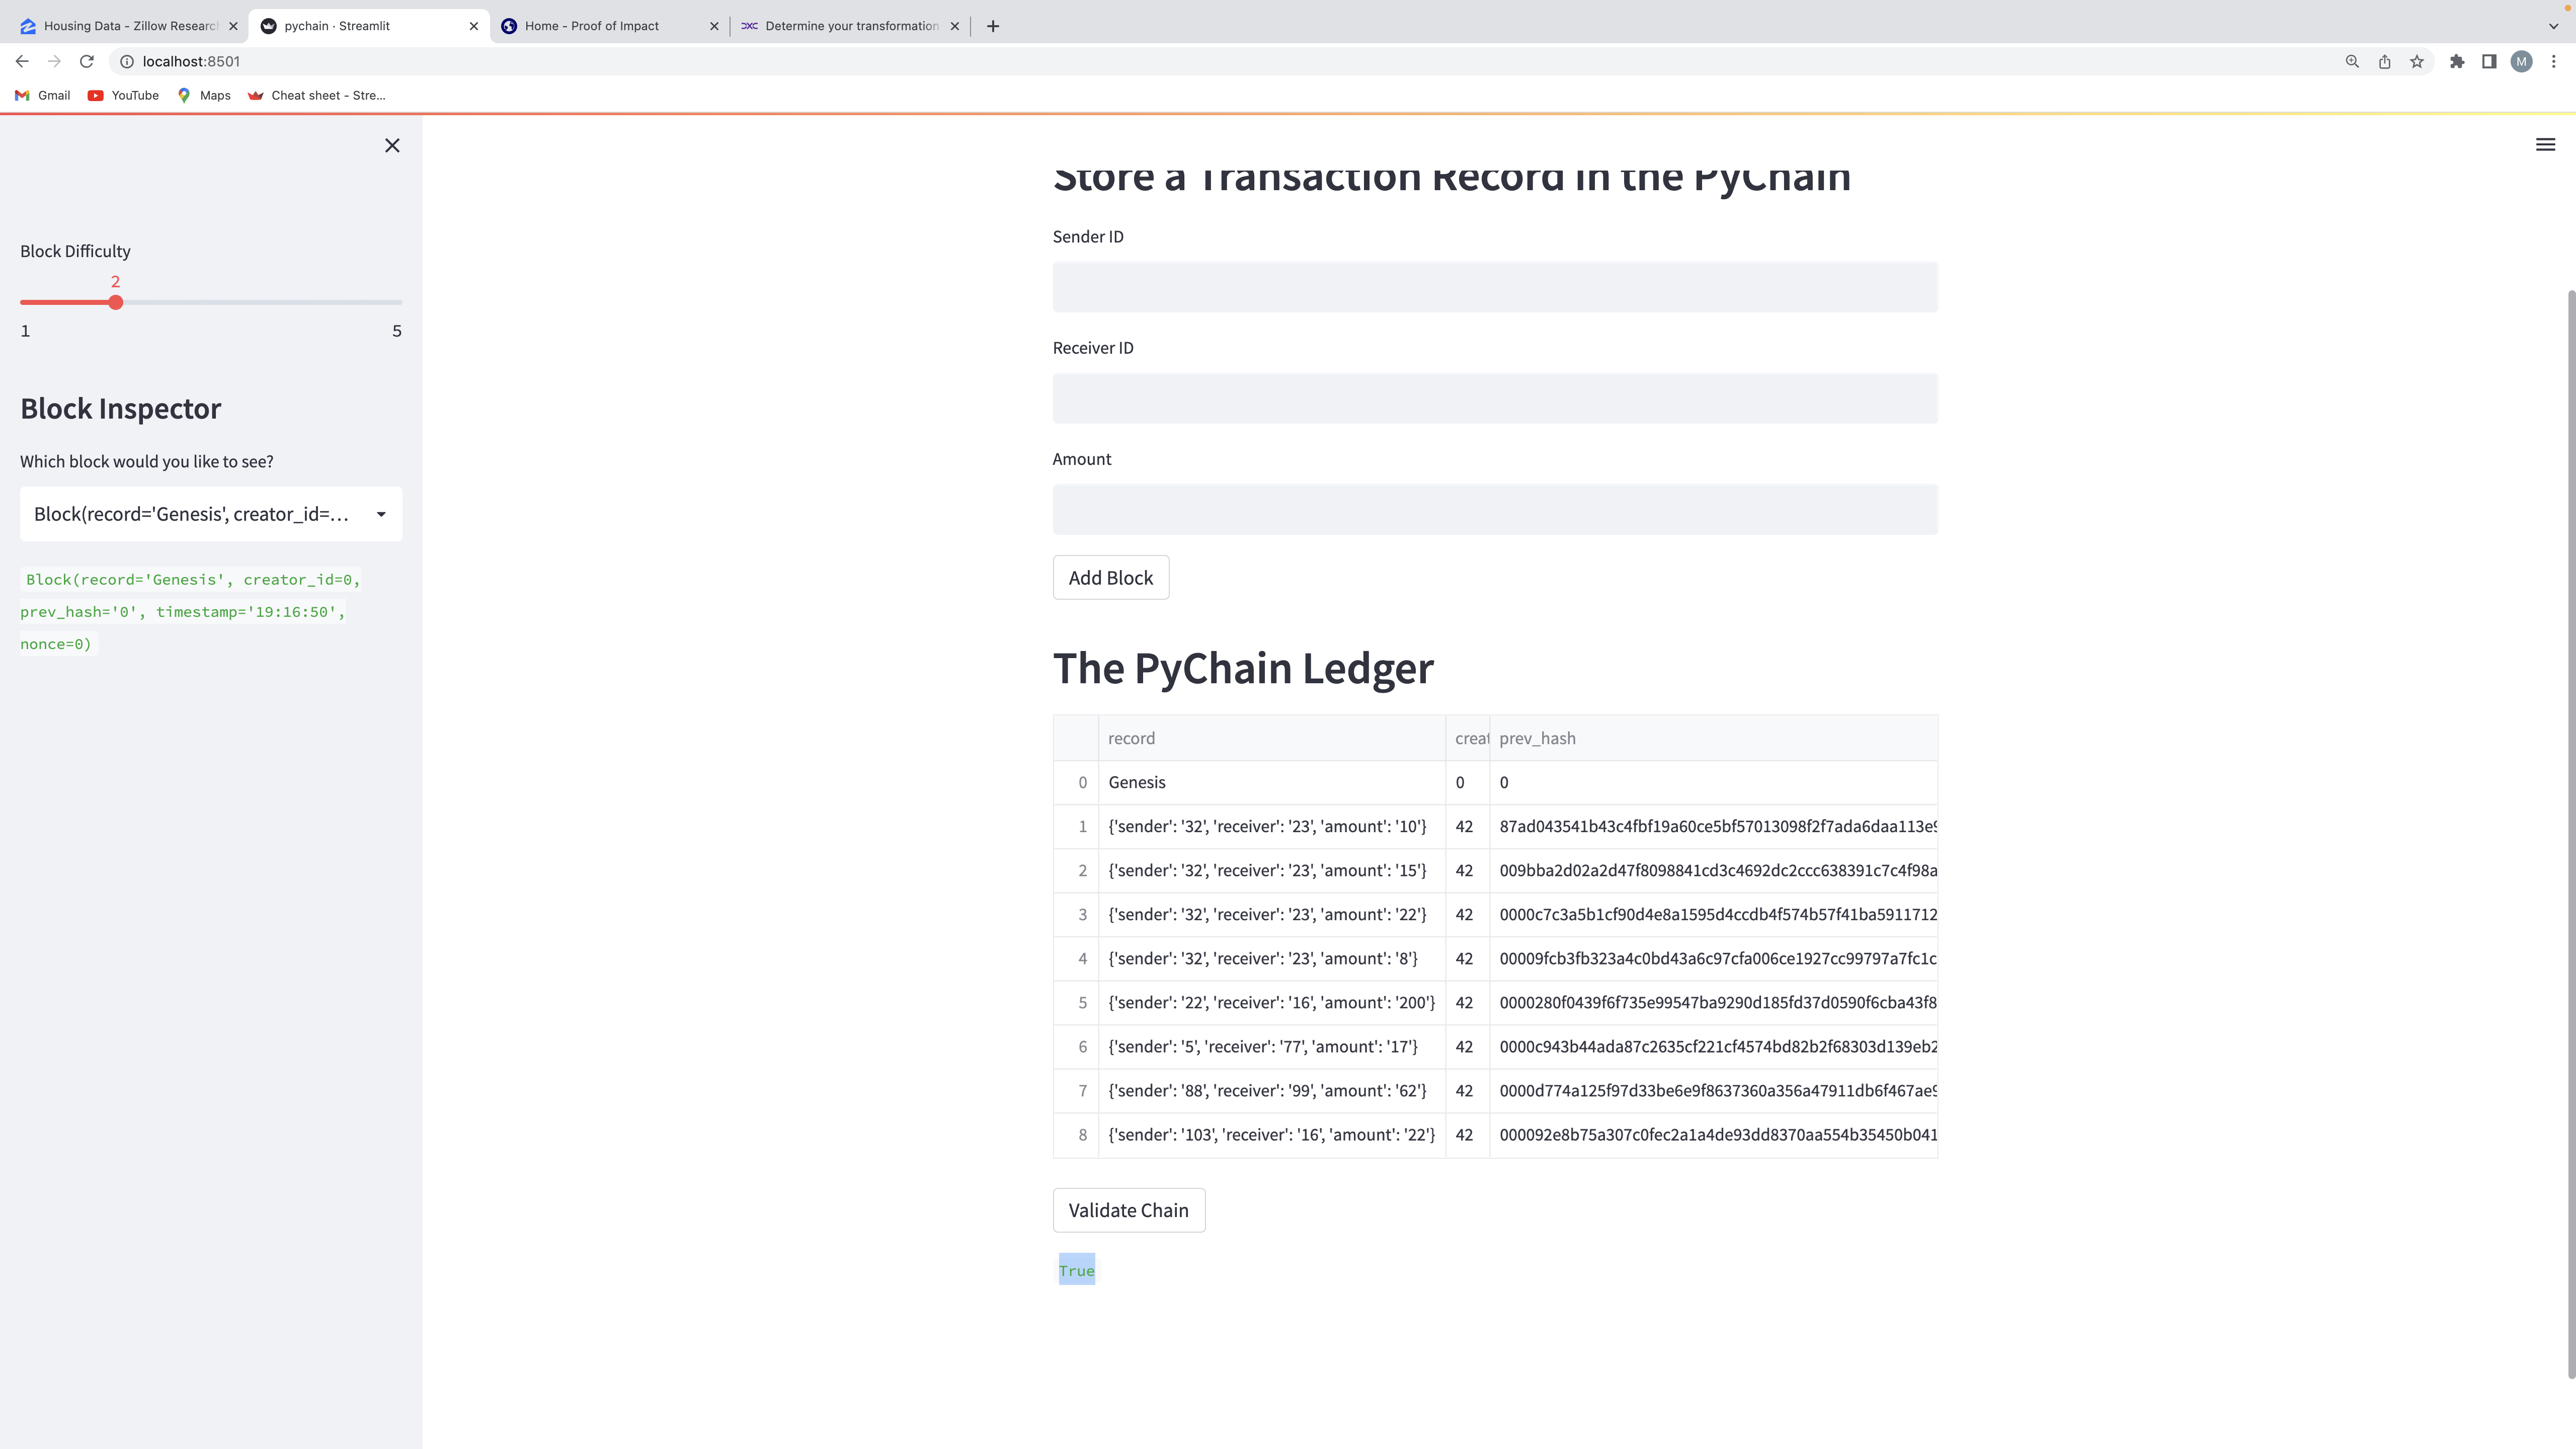 Housing Data - Zillow Research
pychain · Streamlit
Home - Proof of Impact
DXC
Determine your transformation
localhost:8501
M
Gmail
YouTube
Maps
Cheat sheet - Stre...
Block Difficulty
2
1
5
Block Inspector
Which block would you like to see?
Block(record='Genesis', creator_id=...
Block(record='Genesis', creator_id=0,
prev_hash='0', timestamp='19:16:50',
nonce=0)
Store a Transaction Record in the PyChain
Sender ID
Receiver ID
Amount
Add Block
The PyChain Ledger
record creat prev_hash
0 Genesis 0 0
1 {'sender': '32', 'receiver': '23', 'amount': '10'} 42 87ad043541b43c4fbf19a60ce5bf57013098f2f7ada6daa113e9
2 {'sender': '32', 'receiver': '23', 'amount': '15'} 42 009bba2d02a2d47f8098841cd3c4692dc2ccc638391c7c4f98a
3 {'sender': '32', 'receiver': '23', 'amount': '22'} 42 0000c7c3a5b1cf90d4e8a1595d4ccdb4f574b57f41ba5911712
4 {'sender': '32', 'receiver': '23', 'amount': '8'} 42 00009fcb3fb323a4c0bd43a6c97cfa006ce1927cc99797a7fc1c
5 {'sender': '22', 'receiver': '16', 'amount': '200'} 42 0000280f0439f6f735e99547ba9290d185fd37d0590f6cba43f8
6 {'sender': '5', 'receiver': '77', 'amount': '17'} 42 0000c943b44ada87c2635cf221cf4574bd82b2f68303d139eb2
7 {'sender': '88', 'receiver': '99', 'amount': '62'} 42 0000d774a125f97d33be6e9f8637360a356a47911db6f467ae9
8 {'sender': '103', 'receiver': '16', 'amount': '22'} 42 000092e8b75a307c0fec2a1a4de93dd8370aa554b35450b041
Validate Chain
True